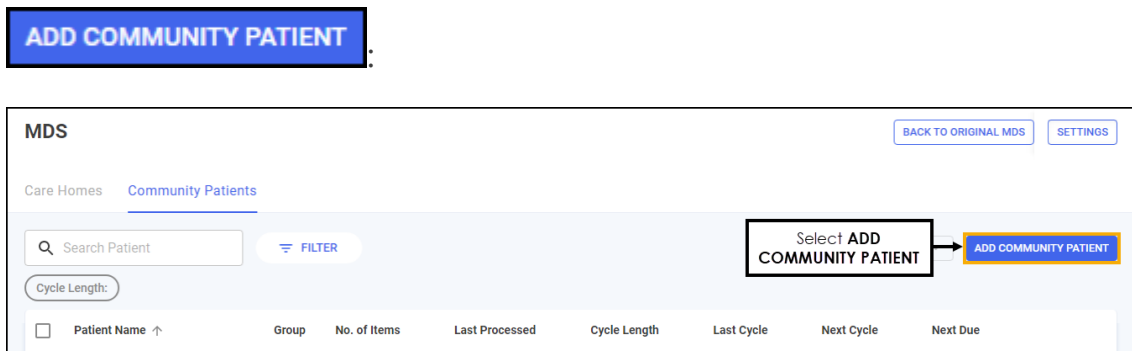 ADD COMMUNITY PATIENT :
MDS
BACK TO ORIGINAL MDS
SETTINGS
Care Homes Community Patients
Search Patient
FILTER
Select ADD
COMMUNITY PATIENT
ADD COMMUNITY PATIENT
Cycle Length:
Patient Name ↑ Group No. of Items Last Processed Cycle Length Last Cycle Next Cycle Next Due